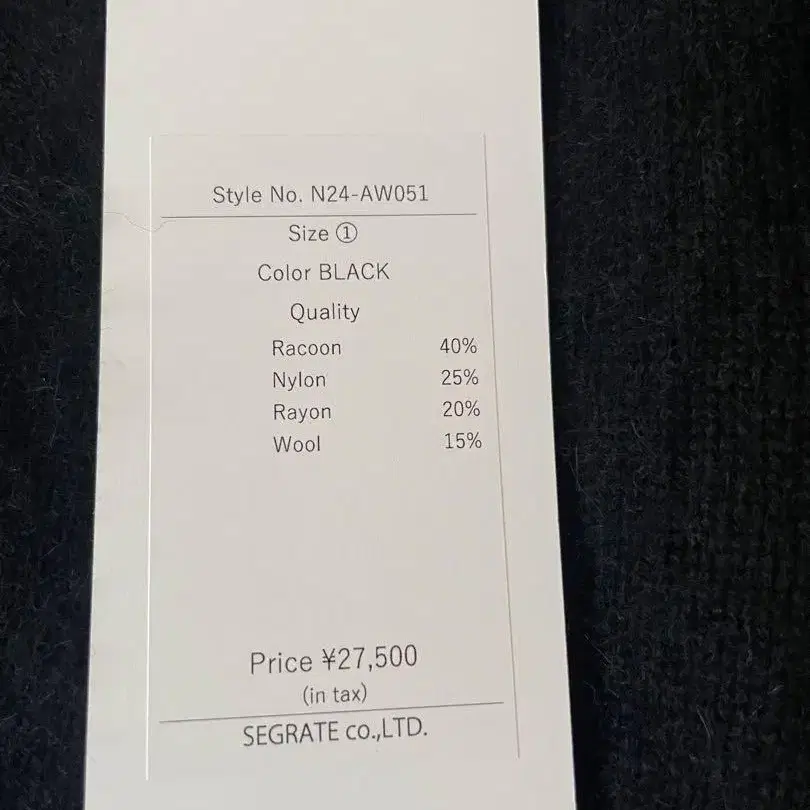 Style No. N24-AW051
Size ①
Color BLACK
Quality
Racoon 40%
Nylon 25%
Rayon 20%
Wool 15%
Price ¥27,500
(in tax)
SEGRATE co.,LTD.